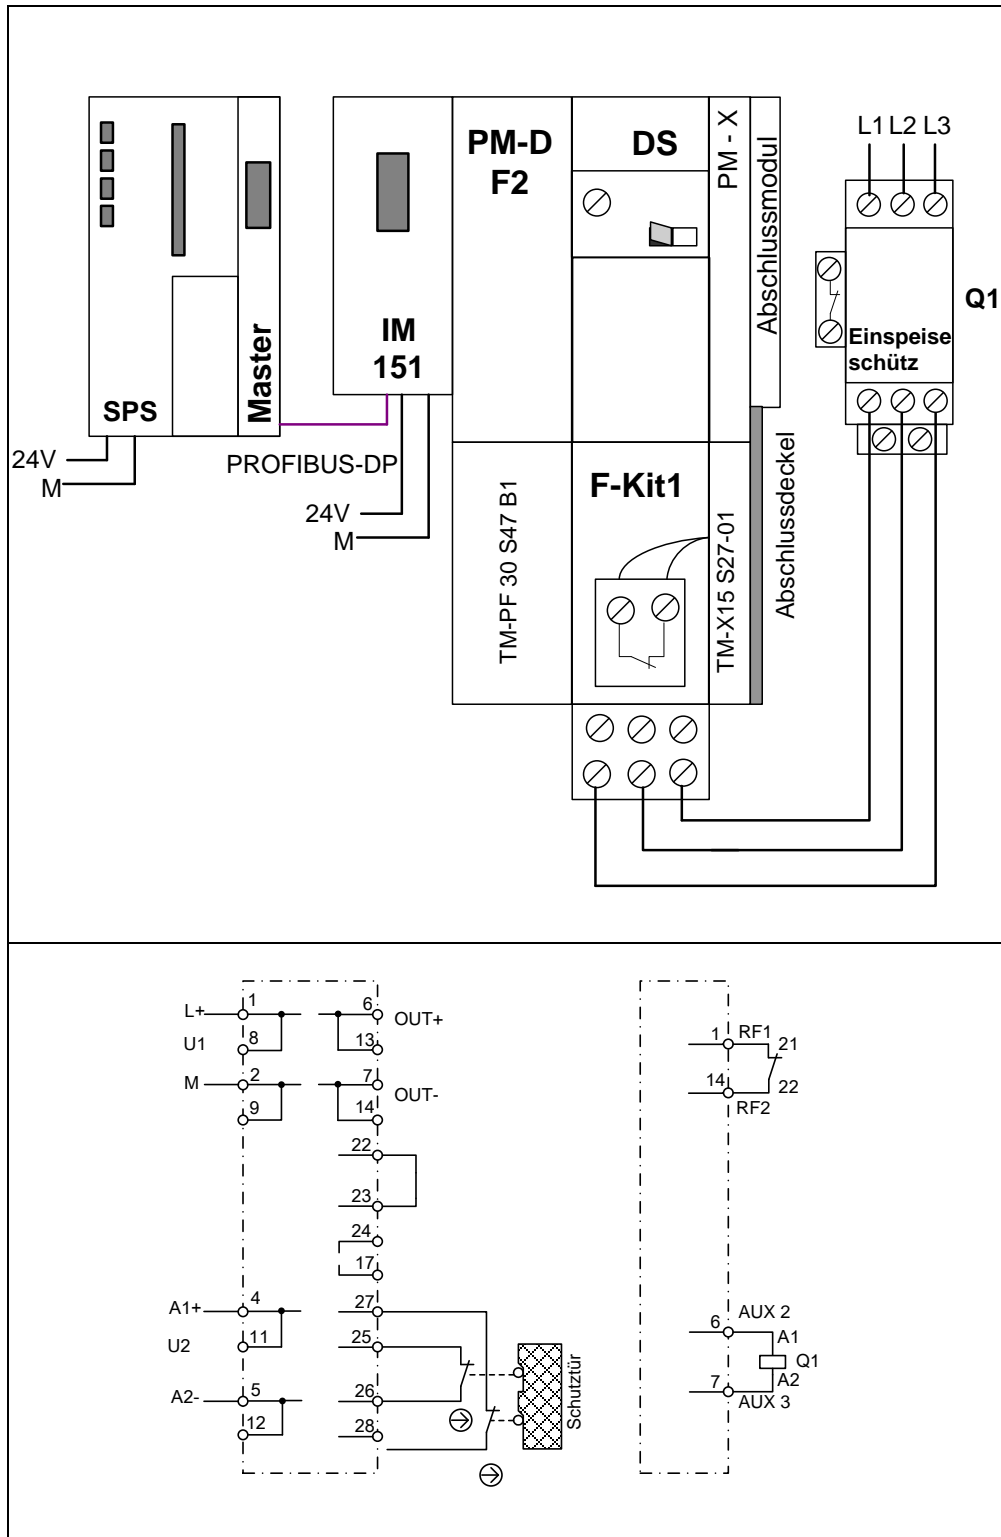 PM-D
F2
DS
PM - X
Abschlussmodul
L1 L2 L3
Q1
Einspeise
schütz
IM
151
Master
SPS
24V
M
PROFIBUS-DP
24V
M
TM-PF 30 S47 B1
F-Kit1
TM-X15 S27-01
Abschlussdeckel
L+
1
6
OUT+
U1
8
13
M
2
7
OUT-
9
14
22
23
24
17
A1+
4
27
U2
11
25
A2-
5
26
12
28
Schutztür
1
RF1
21
14
22
RF2
AUX 2
6
A1
Q1
7
A2
AUX 3